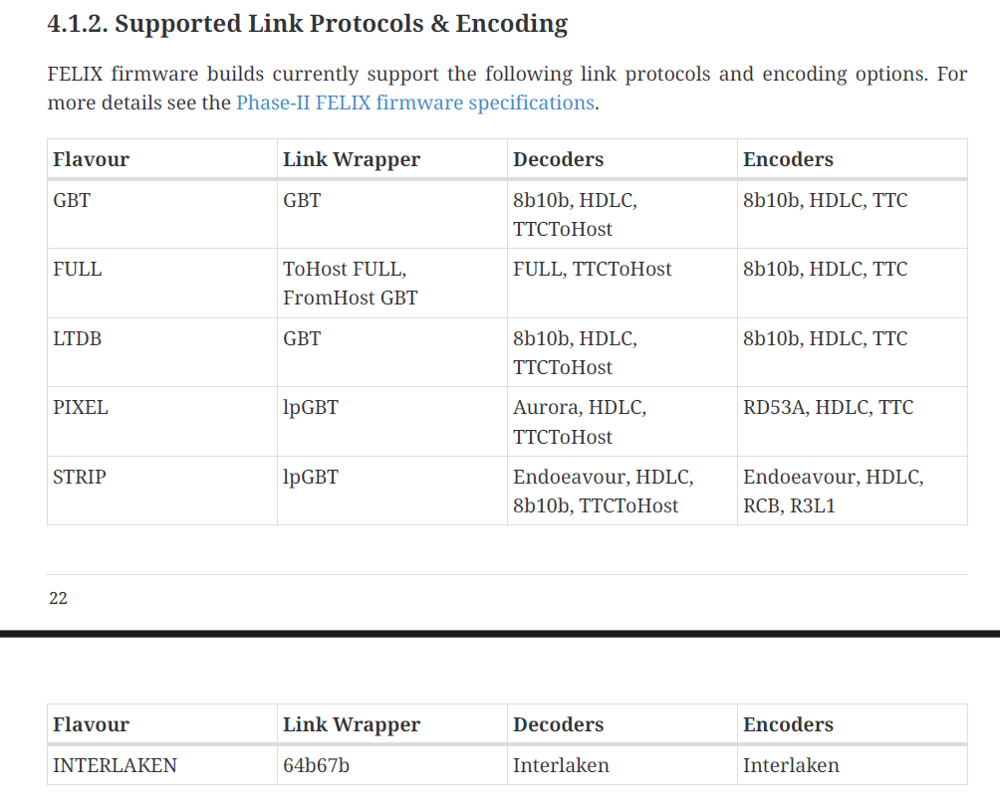 4.1.2. Supported Link Protocols & Encoding
FELIX firmware builds currently support the following link protocols and encoding options. For
more details see the Phase-II FELIX firmware specifications.
Flavour Link Wrapper Decoders Encoders
GBT GBT 8b10b, HDLC, 8b10b, HDLC, TTC
TTCToHost
FULL ToHost FULL, FULL, TTCToHost 8b10b, HDLC, TTC
FromHost GBT
LTDB GBT 8b10b, HDLC, 8b10b, HDLC, TTC
TTCToHost
PIXEL lpGBT Aurora, HDLC, RD53A, HDLC, TTC
TTCToHost
STRIP lpGBT Endoeavour, HDLC, Endoeavour, HDLC,
8b10b, TTCToHost RCB, R3L1
22
Flavour Link Wrapper Decoders Encoders
INTERLAKEN 64b67b Interlaken Interlaken